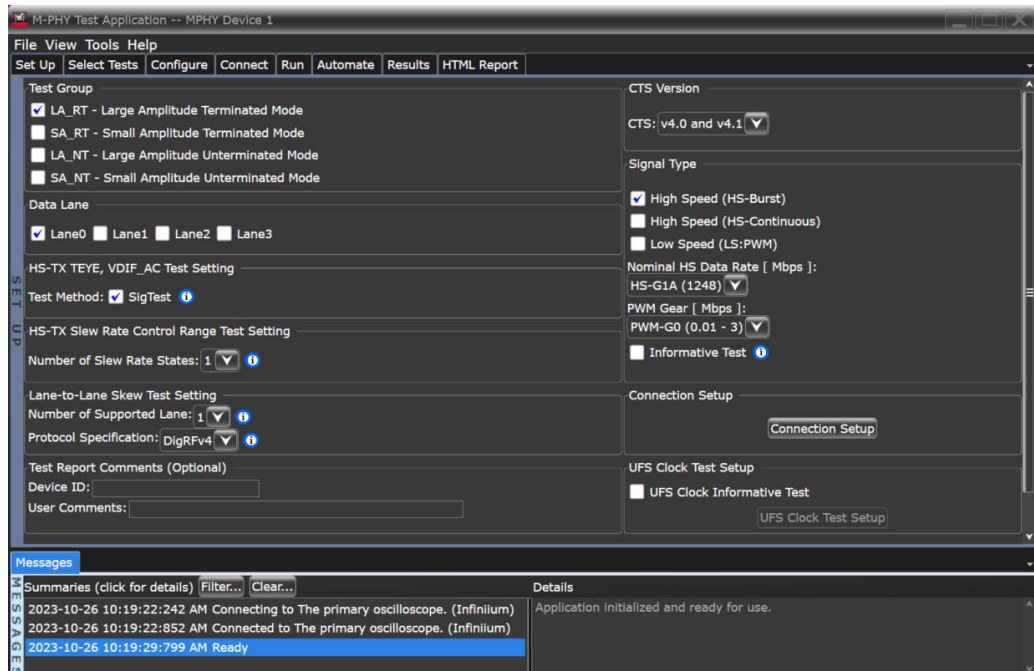 M-PHY Test Application -- MPHY Device 1
File View Tools Help
Set Up Select Tests Configure Connect Run Automate Results HTML Report
Test Group
LA_RT - Large Amplitude Terminated Mode
SA_RT - Small Amplitude Terminated Mode
LA_NT - Large Amplitude Unterminated Mode
SA_NT - Small Amplitude Unterminated Mode
Data Lane
Lane0 Lane1 Lane2 Lane3
HS-TX TEYE, VDIF_AC Test Setting
Test Method: SigTest
HS-TX Slew Rate Control Range Test Setting
Number of Slew Rate States: 1
Lane-to-Lane Skew Test Setting
Number of Supported Lane: 1
Protocol Specification: DigRFv4
Test Report Comments (Optional)
Device ID:
User Comments:
SET UP
CTS Version
CTS: v4.0 and v4.1
Signal Type
High Speed (HS-Burst)
High Speed (HS-Continuous)
Low Speed (LS:PWM)
Nominal HS Data Rate [ Mbps ]:
HS-G1A (1248)
PWM Gear [ Mbps ]:
PWM-G0 (0.01 - 3)
Informative Test
Connection Setup
Connection Setup
UFS Clock Test Setup
UFS Clock Informative Test
UFS Clock Test Setup
Messages
MESSAGES
Summaries (click for details) Filter... Clear...
2023-10-26 10:19:22:242 AM Connecting to The primary oscilloscope. (Infiniium)
2023-10-26 10:19:22:852 AM Connected to The primary oscilloscope. (Infiniium)
2023-10-26 10:19:29:799 AM Ready
Details
Application initialized and ready for use.